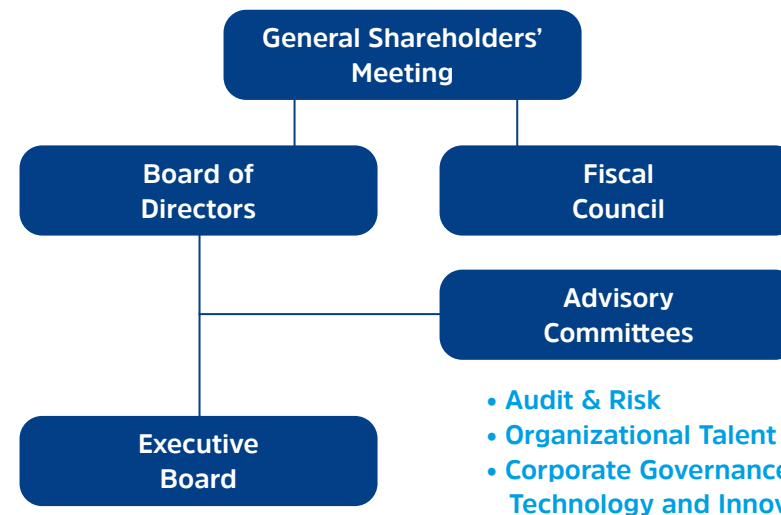 General Shareholders’
Meeting
Board of
Directors
Fiscal
Council
Advisory
Committees
Executive
Board
• Audit & Risk
• Organizational Talent
• Corporate Governance
Technology and